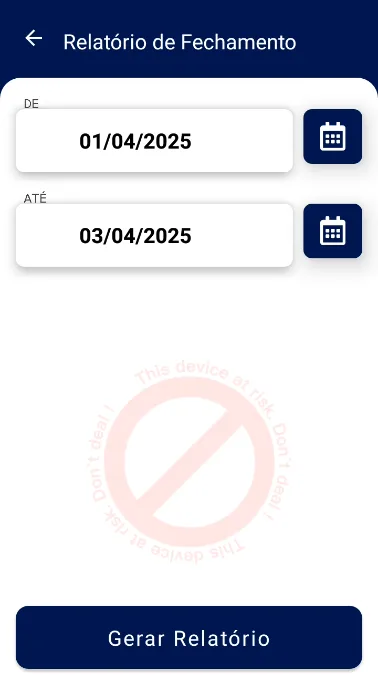 Relatório de Fechamento
DE
01/04/2025
ATÉ
03/04/2025
This device at risk. Don`t deal !
This device at risk. Don`t deal !
Gerar Relatório